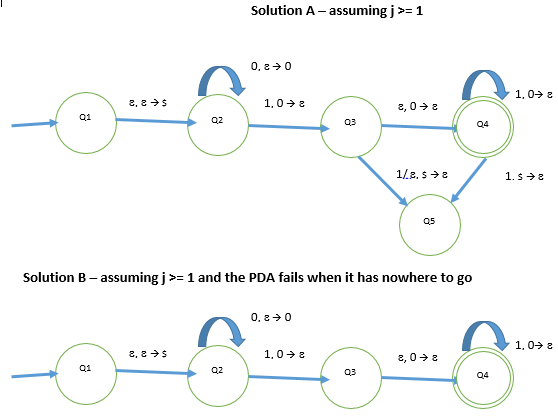 Solution A – assuming j >= 1
0, ε → 0
ε, ε → $
1, 0 → ε
ε, 0 → ε
1, 0 → ε
Q1
Q2
Q3
Q4
1/ε, $ → ε
1. $ → ε
Q5
Solution B – assuming j >= 1 and the PDA fails when it has nowhere to go
0, ε → 0
ε, ε → $
1, 0 → ε
ε, 0 → ε
1, 0 → ε
Q1
Q2
Q3
Q4